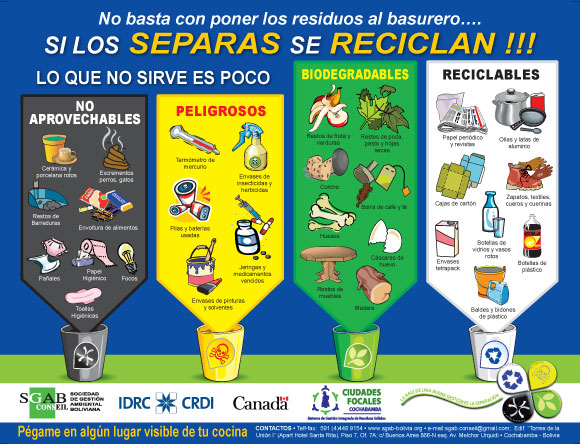 No basta con poner los residuos al basurero....
SI LOS SEPARAS SE RECICLAN !!!
LO QUE NO SIRVE ES POCO
NO
APROVECHABLES
Cerámica y
porcelana rotos
Excrementos
perros, gatos
Restos de
Barreduras
Envoltura de alimentos
Pañales
Papel
Higiénico
Focos
Toallas
Higiénicas
PELIGROSOS
Termómetro de
mercurio
Envases de
insecticidas y
herbicidas
Pilas y baterías
usadas
Jeringas y
medicamentos
vencidos
Envases de pinturas
y solventes
BIODEGRADABLES
Restos de fruta y
verduras
Restos de poda,
pasto y hojas
secas
Corcho
Borra de café y té
Huesos
Cáscaras de
huevo
Restos de
muebles
Madera
RECICLABLES
Papel periódico
y revistas
Ollas y latas de
aluminio
Cajas de cartón
Zapatos, textiles,
cueros y cuerinas
Envases
tetrapack
Botellas de
vidrios y vasos
rotos
Botellas de
plástico
Baldes y bidones
de plástico
SGAB
CONSEIL
SOCIEDAD
DE GESTIÓN
AMBIENTAL
BOLIVIANA
IDRC CRDI
Canada
CIUDADES
FOCALES
COCHABAMBA
Sistema de Gestión Integrada de Residuos Sólidos
Pégame en algún lugar visible de tu cocina
CONTACTOS • Telf-fax: 591 (4)448 9154 • www.sgab-bolivia.org • e-mail:sgab.conseil@gmail.com; Edif. "Torres de la
Unión I" (Apart Hotel Santa Rita), Piso 7, Of. 7A, c/ Buenos Aires 866-N esq. Av. Melchor Urquidi - Cochabamba - Bolivia